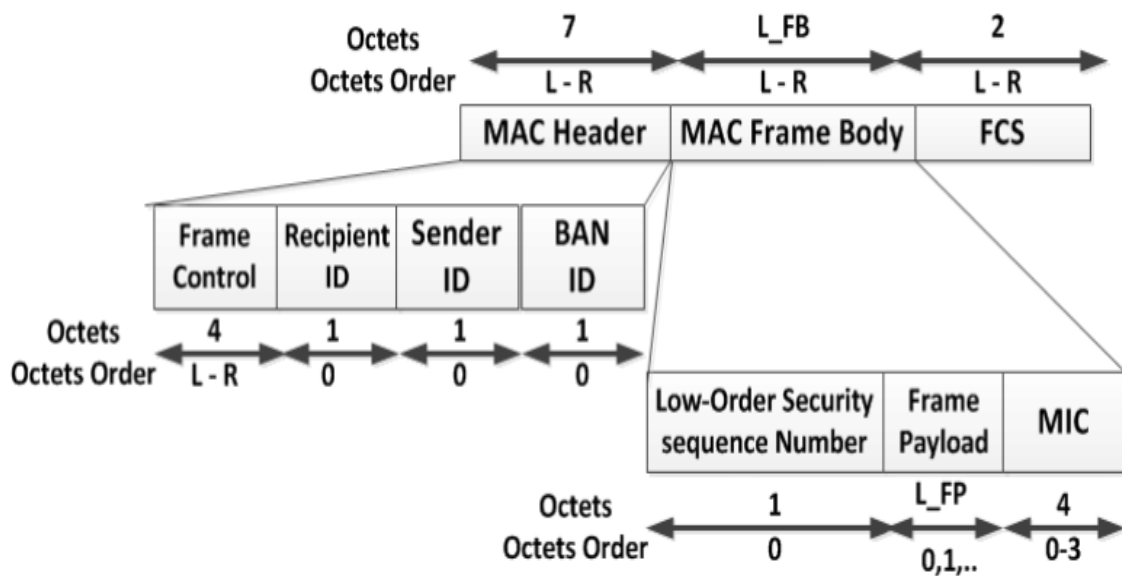 Octets 7 L_FB 2
Octets Order L - R L - R L - R
MAC Header MAC Frame Body FCS
Frame Control Recipient ID Sender ID BAN ID
Octets 4 1 1 1
Octets Order L - R 0 0 0
Low-Order Security sequence Number Frame Payload MIC
Octets 1 L_FP 4
Octets Order 0 0,1,.. 0-3